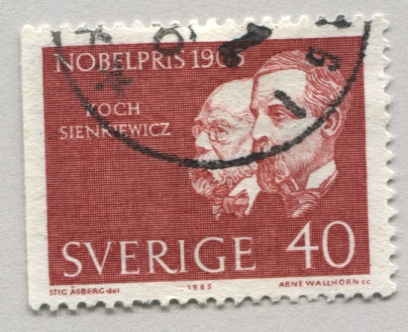 NOBELPRIS 1905
KOCH
SIENKIEWICZ
SVERIGE 40
STIG ÅSBERG del 1965 ARNE WALLHORN sc